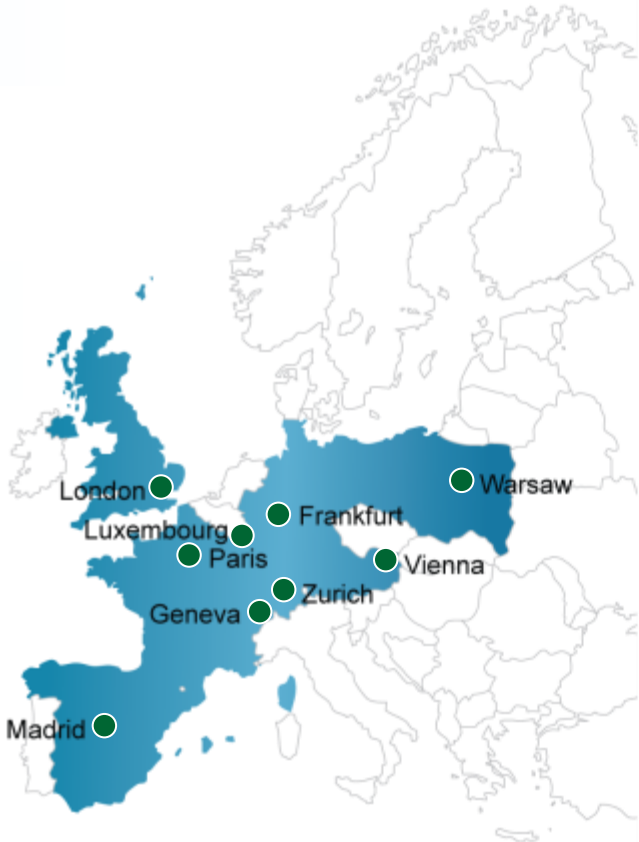 London
Warsaw
Frankfurt
Luxembourg
Paris
Vienna
Zurich
Geneva
Madrid